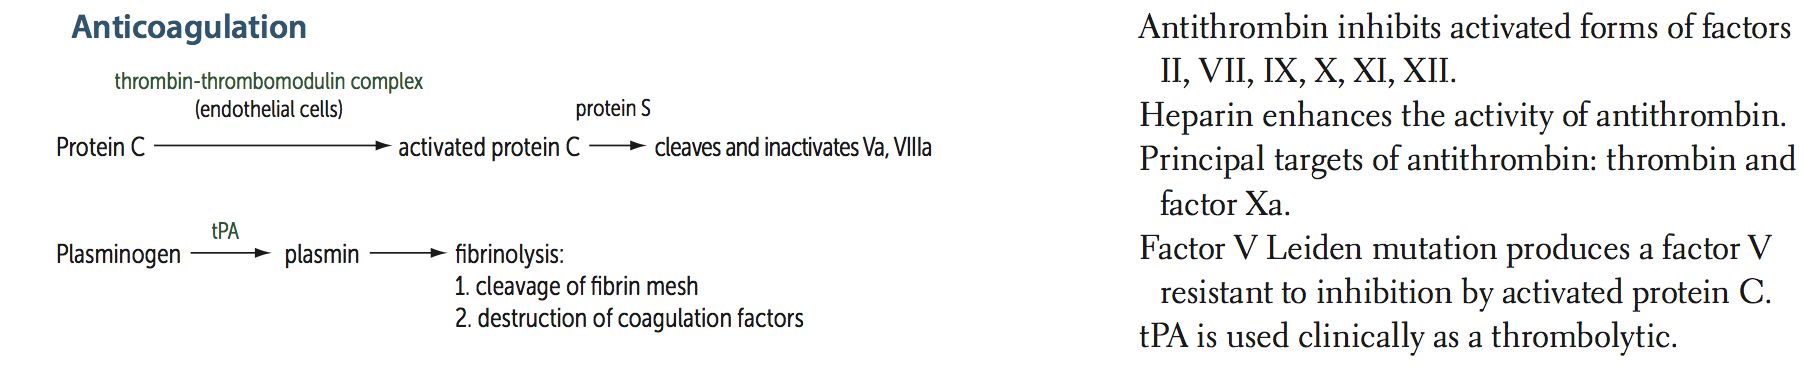 Anticoagulation
thrombin-thrombomodulin complex
(endothelial cells)
protein S
Protein C
activated protein C
cleaves and inactivates Va, VIIIa
tPA
Plasminogen
plasmin
fibrinolysis:
1. cleavage of fibrin mesh
2. destruction of coagulation factors
Antithrombin inhibits activated forms of factors
II, VII, IX, X, XI, XII.
Heparin enhances the activity of antithrombin.
Principal targets of antithrombin: thrombin and
factor Xa.
Factor V Leiden mutation produces a factor V
resistant to inhibition by activated protein C.
tPA is used clinically as a thrombolytic.